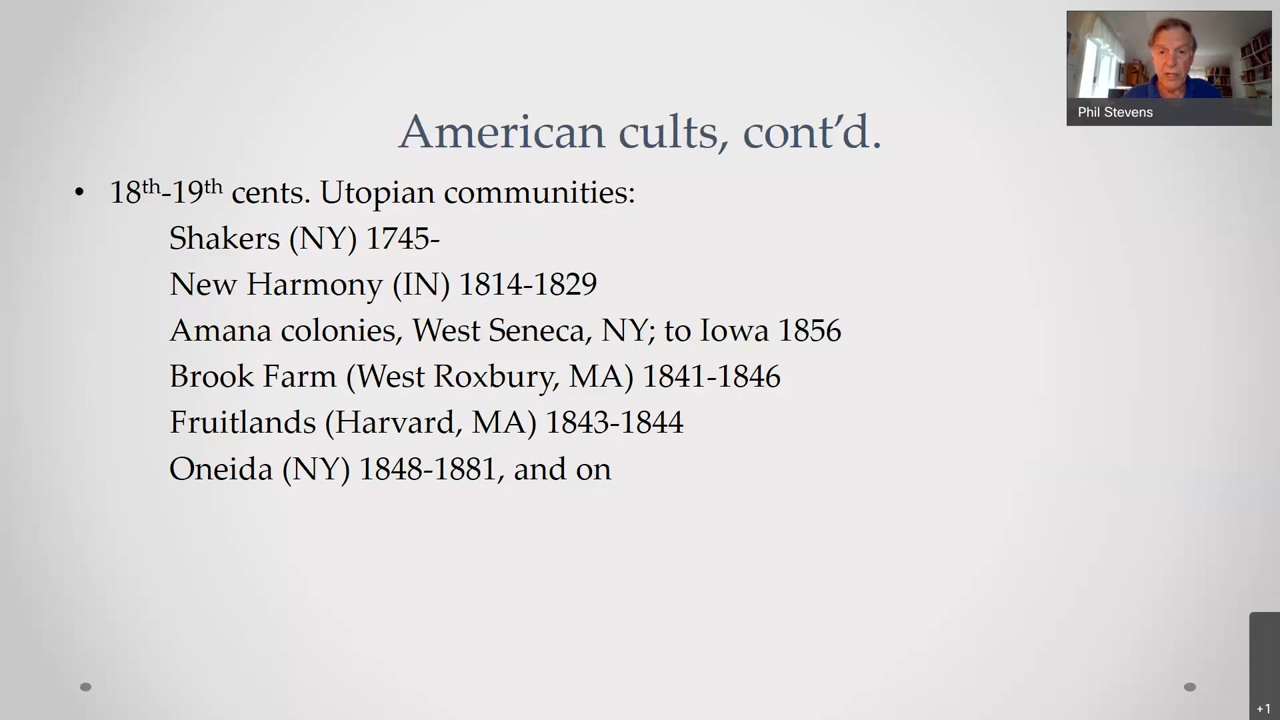 Phil Stevens
American cults, cont’d.
• 18th-19th cents. Utopian communities:
Shakers (NY) 1745-
New Harmony (IN) 1814-1829
Amana colonies, West Seneca, NY; to Iowa 1856
Brook Farm (West Roxbury, MA) 1841-1846
Fruitlands (Harvard, MA) 1843-1844
Oneida (NY) 1848-1881, and on
+1